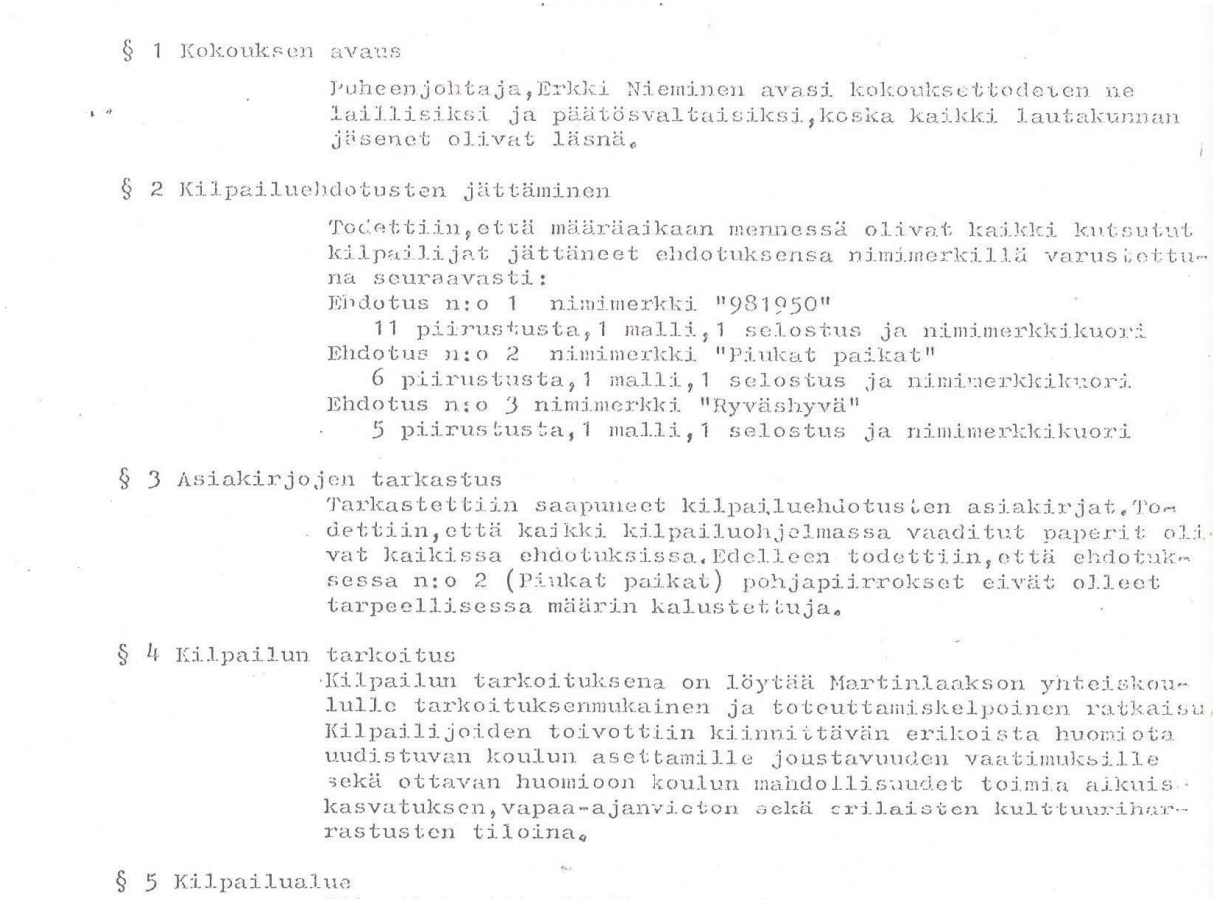 § 1 Kokouksen avaus
Puheenjohtaja,Erkki Nieminen avasi kokouksettodeten ne
laillisiksi ja päätösvaltaisiksi,koska kaikki lautakunnan
jäsenet olivat läsnä.
§ 2 Kilpailuehdotusten jättäminen
Todettiin,että määräaikaan mennessä olivat kaikki kutsutut
kilpailijat jättäneet ehdotuksensa nimimerkillä varustettu-
na seuraavasti:
Ehdotus n:o 1 nimimerkki "981950"
11 piirustusta,1 malli,1 selostus ja nimimerkkikuori
Ehdotus n:o 2 nimimerkki "Piukat paikat"
6 piirustusta,1 malli,1 selostus ja nimimerkkikuori
Ehdotus n:o 3 nimimerkki "Ryväshyvä"
5 piirustusta,1 malli,1 selostus ja nimimerkkikuori
§ 3 Asiakirjojen tarkastus
Tarkastettiin saapuneet kilpailuehdotusten asiakirjat.To-
dettiin,että kaikki kilpailuohjelmassa vaaditut paperit oli-
vat kaikissa ehdotuksissa.Edelleen todettiin,että ehdotuk-
sessa n:o 2 (Piukat paikat) pohjapiirrokset eivät olleet
tarpeellisessa määrin kalustettuja.
§ 4 Kilpailun tarkoitus
Kilpailun tarkoituksena on löytää Martinlaakson yhteiskou-
lulle tarkoituksenmukainen ja toteuttamiskelpoinen ratkaisu.
Kilpailijoiden toivottiin kiinnittävän erikoista huomiota
uudistuvan koulun asettamille joustavuuden vaatimuksille
sekä ottavan huomioon koulun mahdollisuudet toimia aikuis-
kasvatuksen,vapaa-ajanvieton sekä erilaisten kulttuurihar-
rastusten tiloina.
§ 5 Kilpailualue